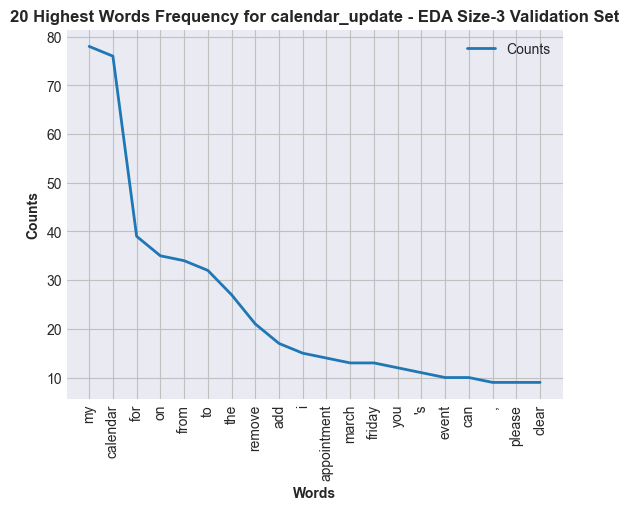 20 Highest Words Frequency for calendar_update - EDA Size-3 Validation Set
Counts
80
70
60
50
40
30
20
10
Counts
my
calendar
for
on
from
to
the
remove
add
i
appointment
march
friday
you
's
event
can
,
please
clear
Words